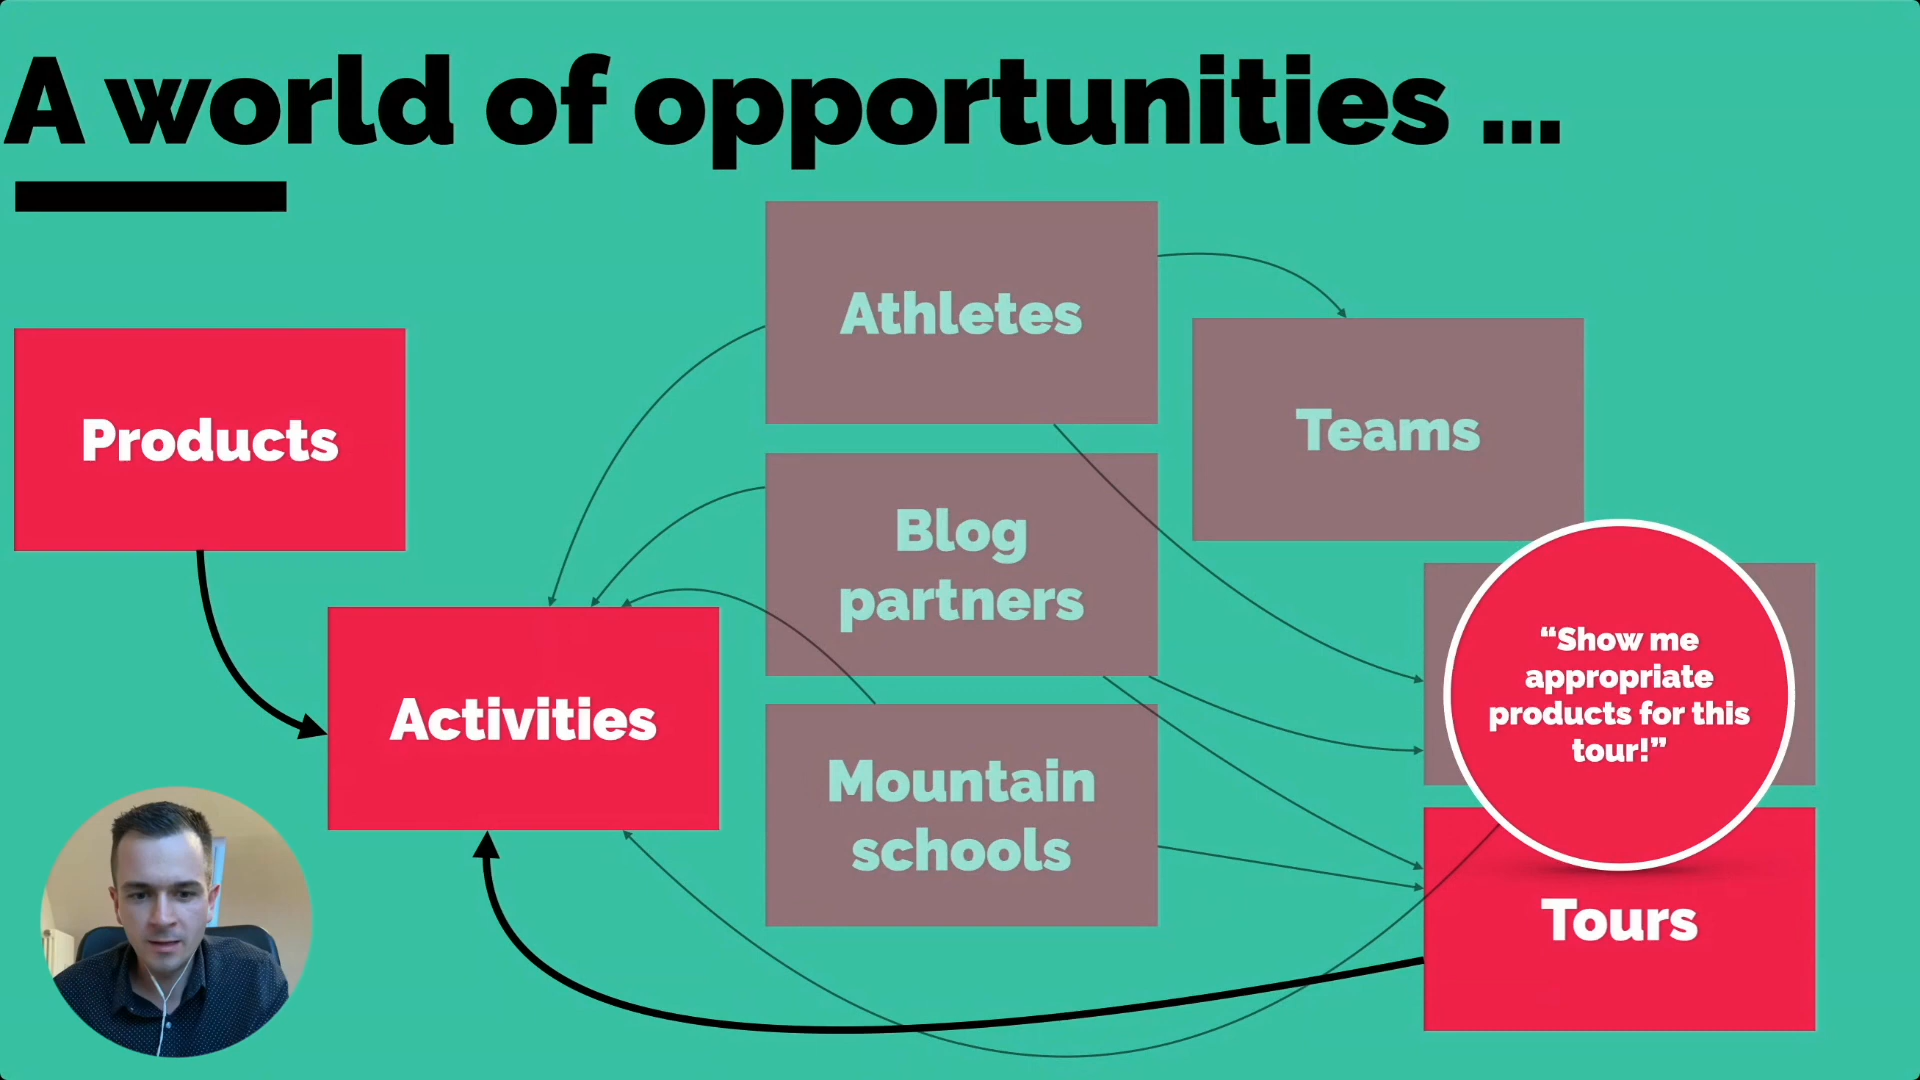 A world of opportunities ...
Athletes
Products
Teams
Blog
partners
“Show me
appropriate
products for this
tour!”
Activities
Mountain
schools
Tours